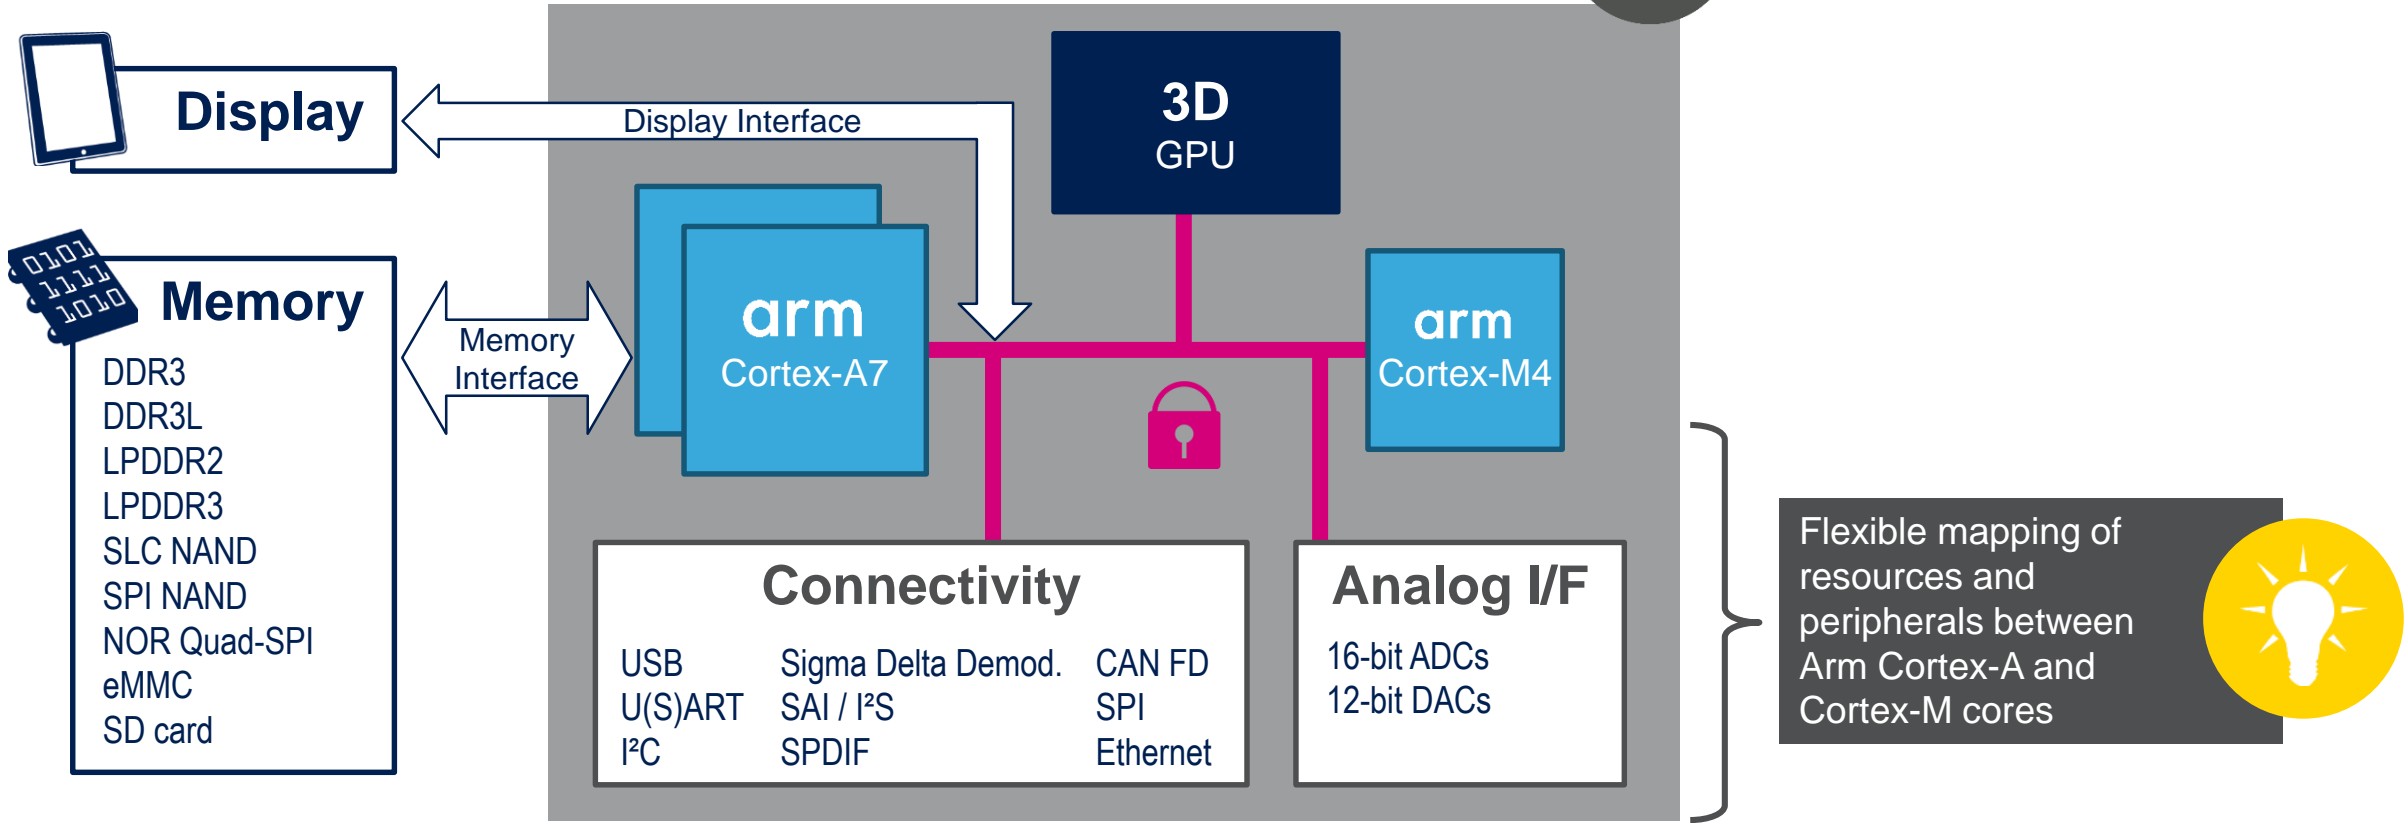 Display
Display Interface
3D
GPU
0101
1111
1010
Memory
DDR3
DDR3L
LPDDR2
LPDDR3
SLC NAND
SPI NAND
NOR Quad-SPI
eMMC
SD card
Memory
Interface
arm
Cortex-A7
arm
Cortex-M4
Connectivity
USB Sigma Delta Demod. CAN FD
U(S)ART SAI / I²S SPI
I²C SPDIF Ethernet
Analog I/F
16-bit ADCs
12-bit DACs
Flexible mapping of
resources and
peripherals between
Arm Cortex-A and
Cortex-M cores